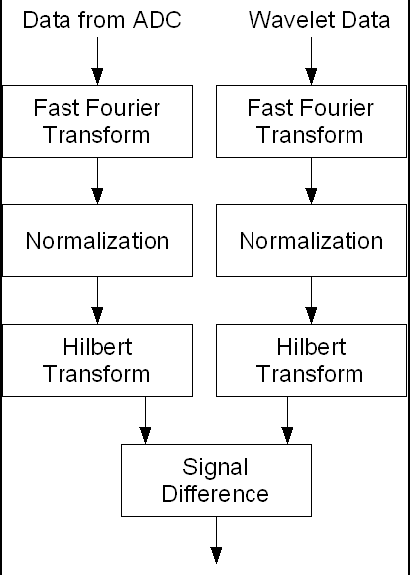 Data from ADC
Wavelet Data
Fast Fourier
Transform
Fast Fourier
Transform
Normalization
Normalization
Hilbert
Transform
Hilbert
Transform
Signal
Difference